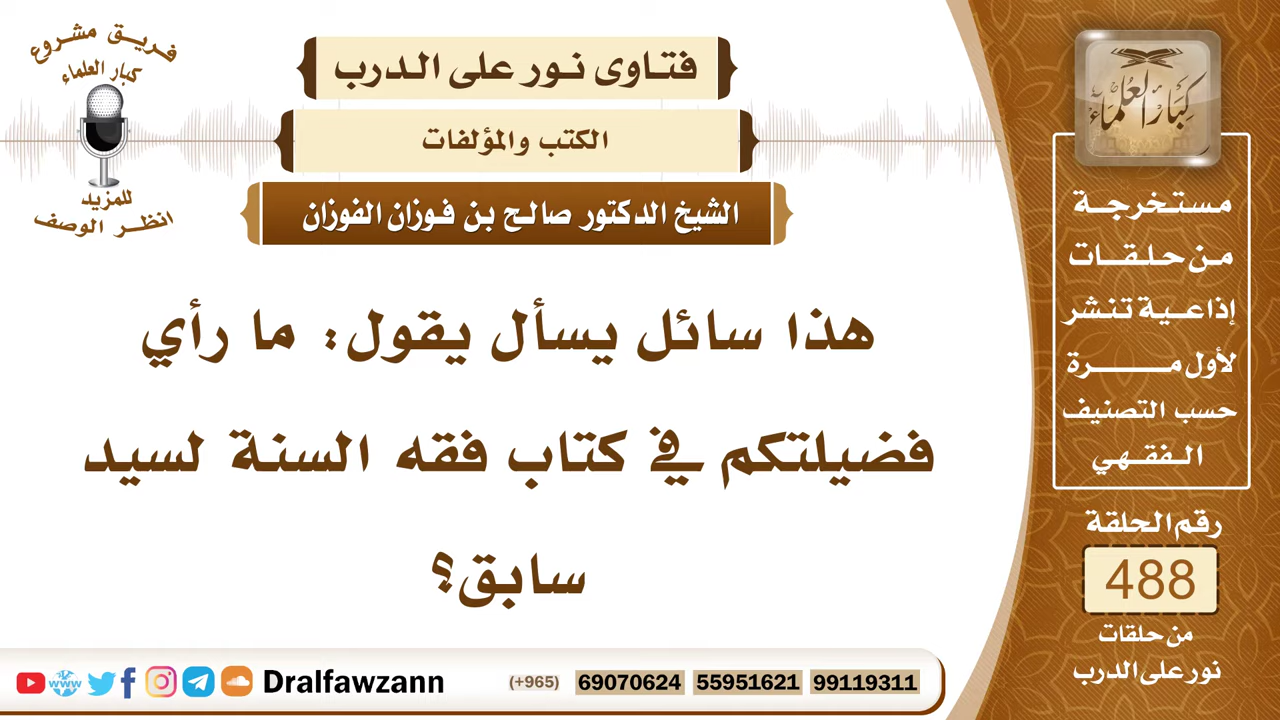 فريق مشروع
كبار العلماء
للمزيد
انظر الوصف
فتاوى نور على الدرب
الكتب والمؤلفات
الشيخ الدكتور صالح بن فوزان الفوزان
هذا سائل يسأل يقول: ما رأي
فضيلتكم في كتاب فقه السنة لسيد
سابق؟
كبار العلماء
مستخرجة
من حلقات
إذاعية تنشر
لأول مرة
حسب التصنيف
الفقهي
رقم الحلقة
488
من حلقات
نور على الدرب
www Dralfawzann (+965) 69070624 55951621 99119311